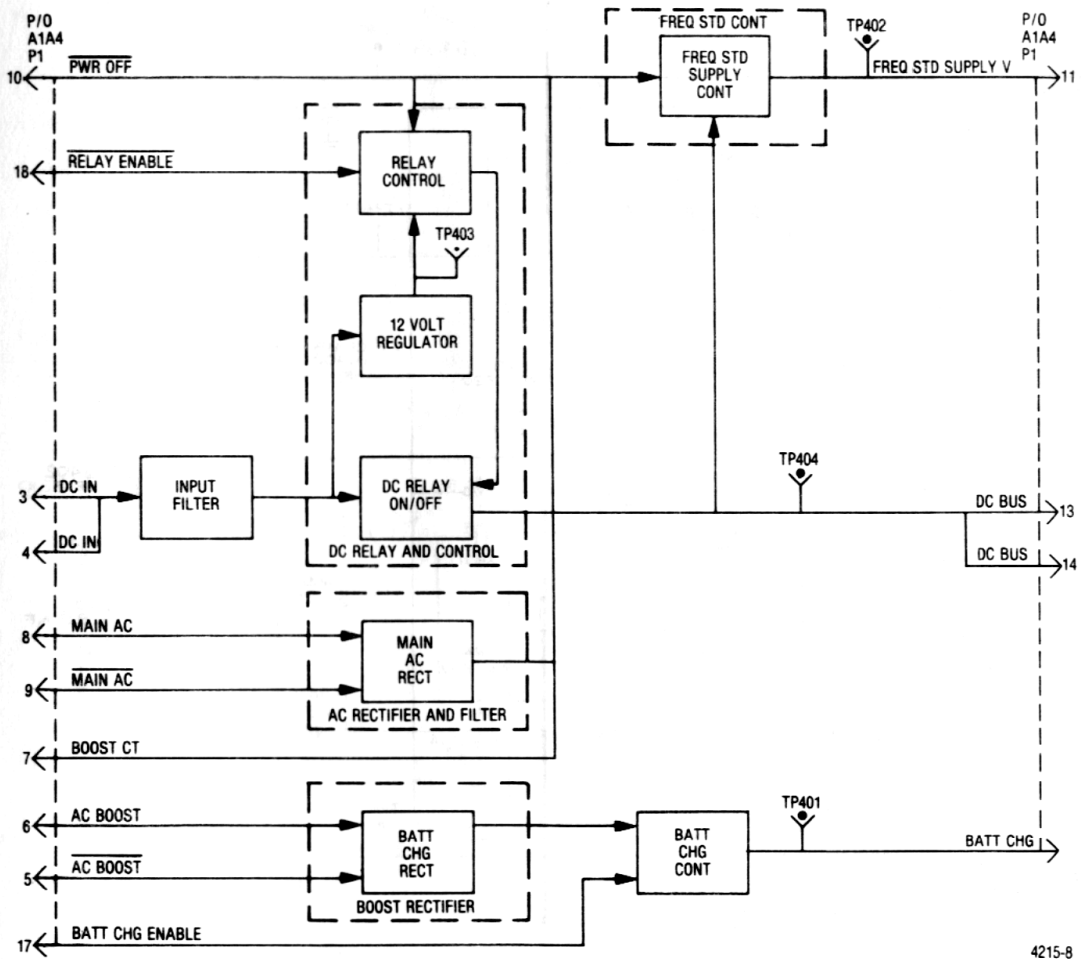 P/O
A1A4
P1
FREQ STD CONT
TP402
P/O
A1A4
P1
10
PWR OFF
FREQ STD
SUPPLY
CONT
FREQ STD SUPPLY V
11
18
RELAY ENABLE
RELAY
CONTROL
TP403
12 VOLT
REGULATOR
3
DC IN
INPUT
FILTER
DC RELAY
ON/OFF
TP404
DC BUS
13
4
DC IN
DC RELAY AND CONTROL
DC BUS
14
8
MAIN AC
MAIN
AC
RECT
9
MAIN AC
AC RECTIFIER AND FILTER
7
BOOST CT
6
AC BOOST
BATT
CHG
RECT
BATT
CHG
CONT
TP401
BATT CHG
5
AC BOOST
BOOST RECTIFIER
17
BATT CHG ENABLE
4215-8